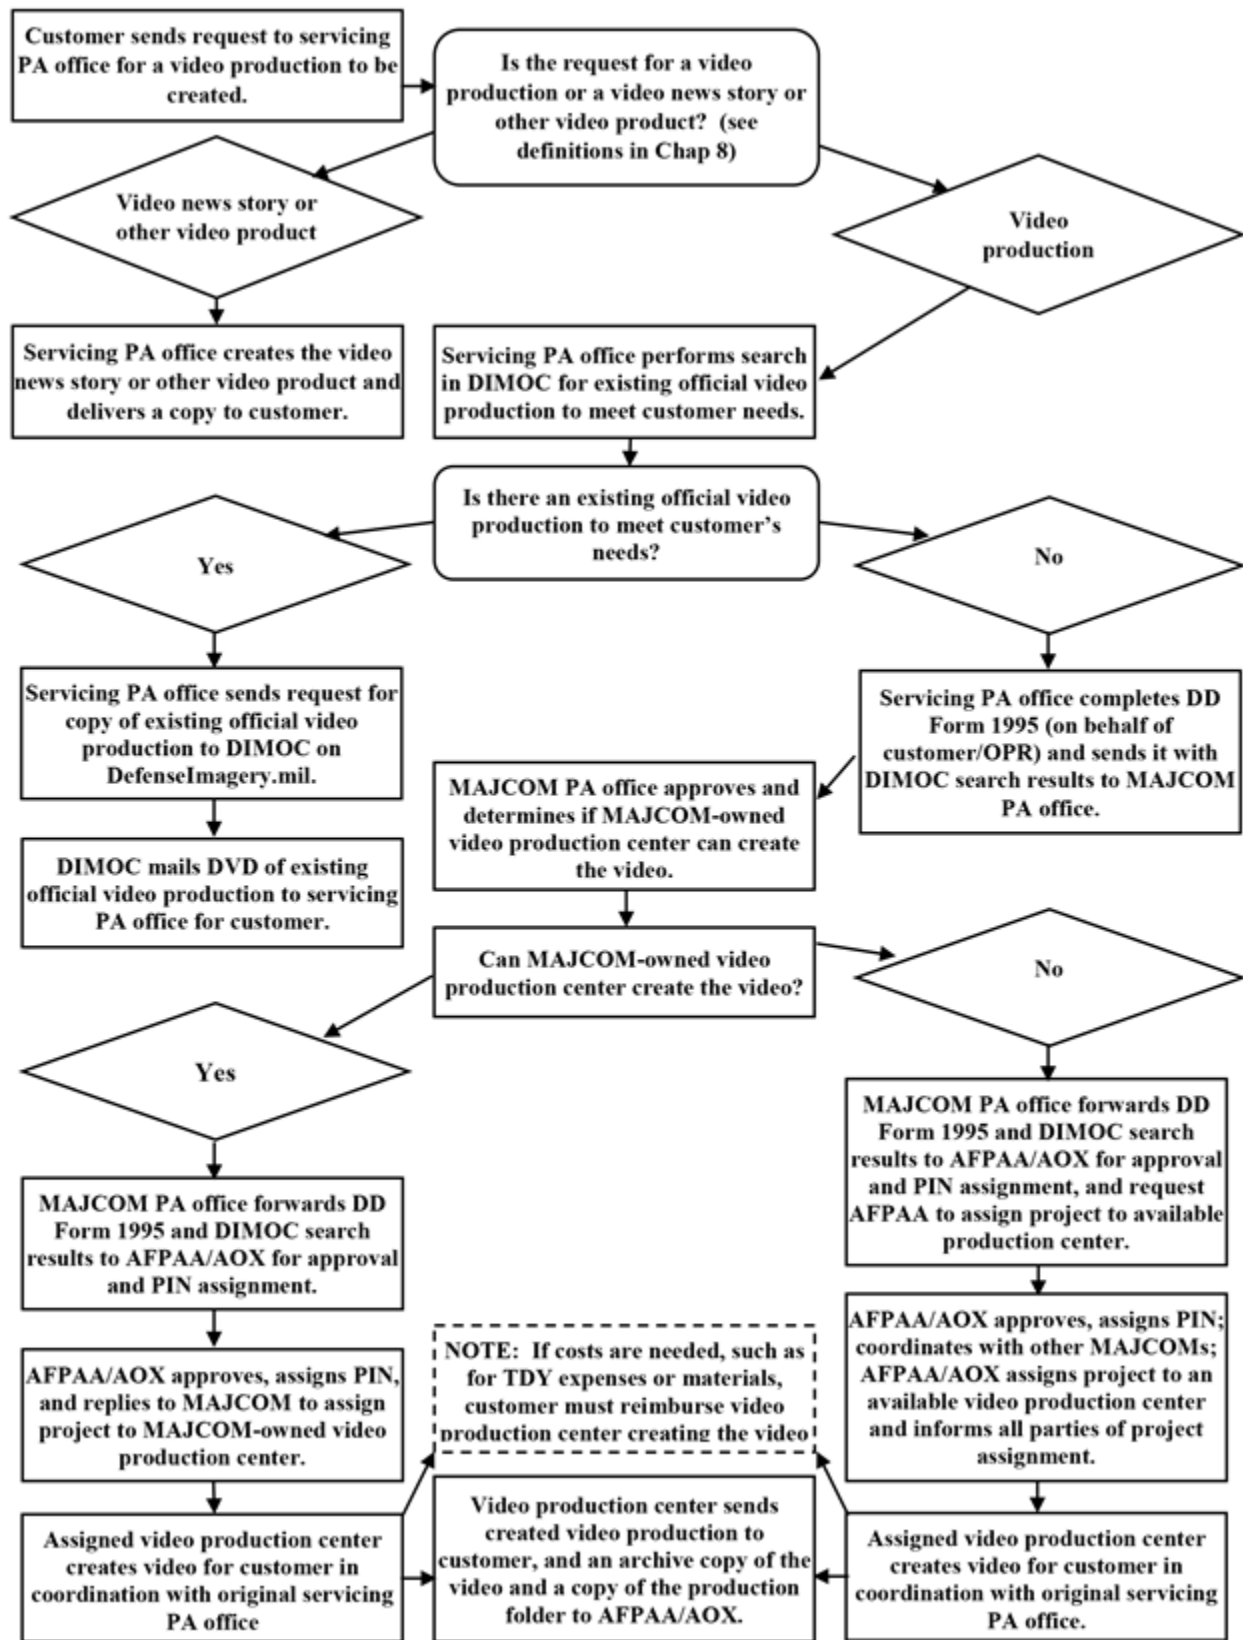 Customer sends request to servicing
PA office for a video production to be
created.
Is the request for a video
production or a video news story or
other video product?  (see
definitions in Chap 8)
Video news story or
other video product
Video
production
Servicing PA office creates the video
news story or other video product and
delivers a copy to customer.
Servicing PA office performs search
in DIMOC for existing official video
production to meet customer needs.
Is there an existing official video
production to meet customer’s
needs?
Yes
No
Servicing PA office sends request for
copy of existing official video
production to DIMOC on
DefenseImagery.mil.
Servicing PA office completes DD
Form 1995 (on behalf of
customer/OPR) and sends it with
DIMOC search results to MAJCOM
PA office.
MAJCOM PA office approves and
determines if MAJCOM-owned
video production center can create
the video.
DIMOC mails DVD of existing
official video production to servicing
PA office for customer.
Can MAJCOM-owned video
production center create the video?
No
Yes
MAJCOM PA office forwards DD
Form 1995 and DIMOC search
results to AFPAA/AOX for approval
and PIN assignment, and request
AFPAA to assign project to available
production center.
MAJCOM PA office forwards DD
Form 1995 and DIMOC search
results to AFPAA/AOX for approval
and PIN assignment.
AFPAA/AOX approves, assigns PIN;
coordinates with other MAJCOMs;
AFPAA/AOX assigns project to an
available video production center
and informs all parties of project
assignment.
NOTE:  If costs are needed, such as
for TDY expenses or materials,
customer must reimburse video
production center creating the video
AFPAA/AOX approves, assigns PIN,
and replies to MAJCOM to assign
project to MAJCOM-owned video
production center.
Assigned video production center
creates video for customer in
coordination with original servicing
PA office
Video production center sends
created video production to
customer, and an archive copy of the
video and a copy of the production
folder to AFPAA/AOX.
Assigned video production center
creates video for customer in
coordination with original servicing
PA office.